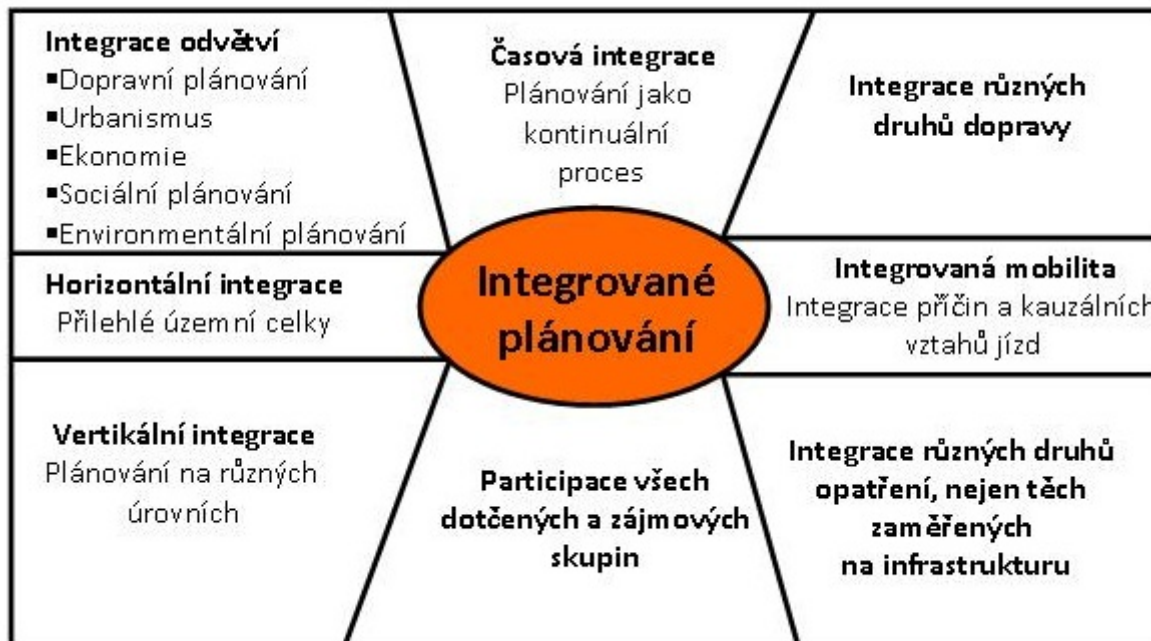 Integrace odvětví
▪Dopravní plánování
▪Urbanismus
▪Ekonomie
▪Sociální plánování
▪Environmentální plánování
Časová integrace
Plánování jako
kontinuální
proces
Integrace různých
druhů dopravy
Horizontální integrace
Přilehlé územní celky
Integrované
plánování
Integrovaná mobilita
Integrace příčin a kauzálních
vztahů jízd
Vertikální integrace
Plánování na různých
úrovních
Participace všech
dotčených a zájmových
skupin
Integrace různých druhů
opatření, nejen těch
zaměřených
na infrastrukturu